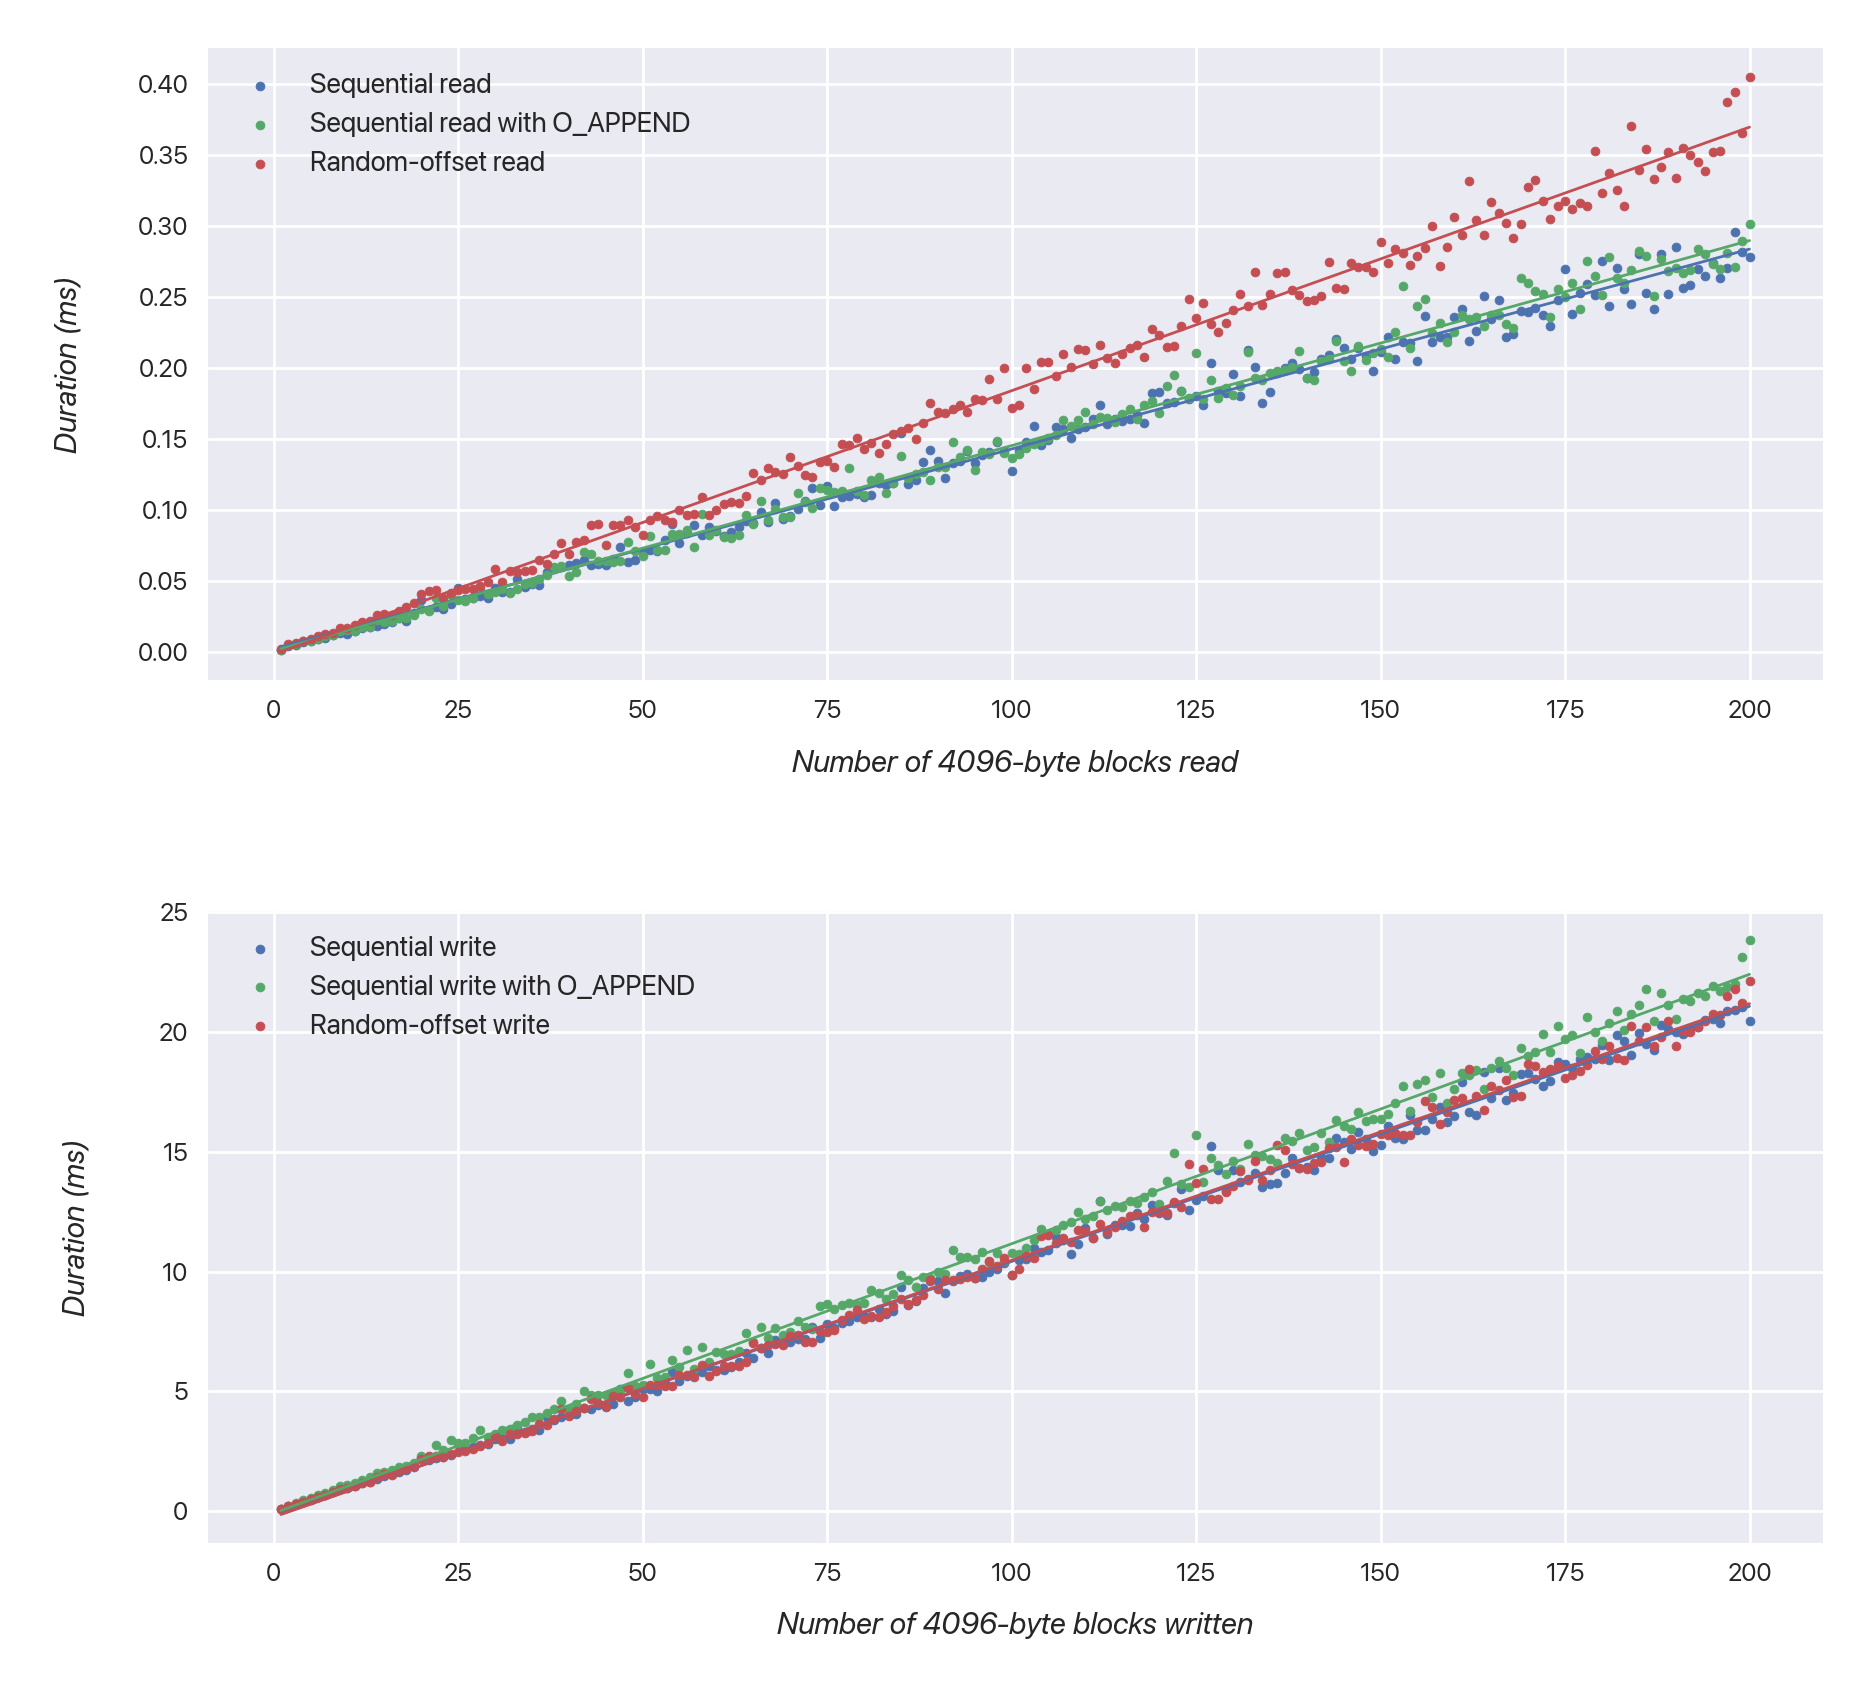 0.40
0.35
0.30
0.25
0.20
0.15
0.10
0.05
0.00
Sequential read
Sequential read with O_APPEND
Random-offset read
Duration (ms)
0 25 50 75 100 125 150 175 200
Number of 4096-byte blocks read
25
20
15
10
5
0
Sequential write
Sequential write with O_APPEND
Random-offset write
Duration (ms)
0 25 50 75 100 125 150 175 200
Number of 4096-byte blocks written